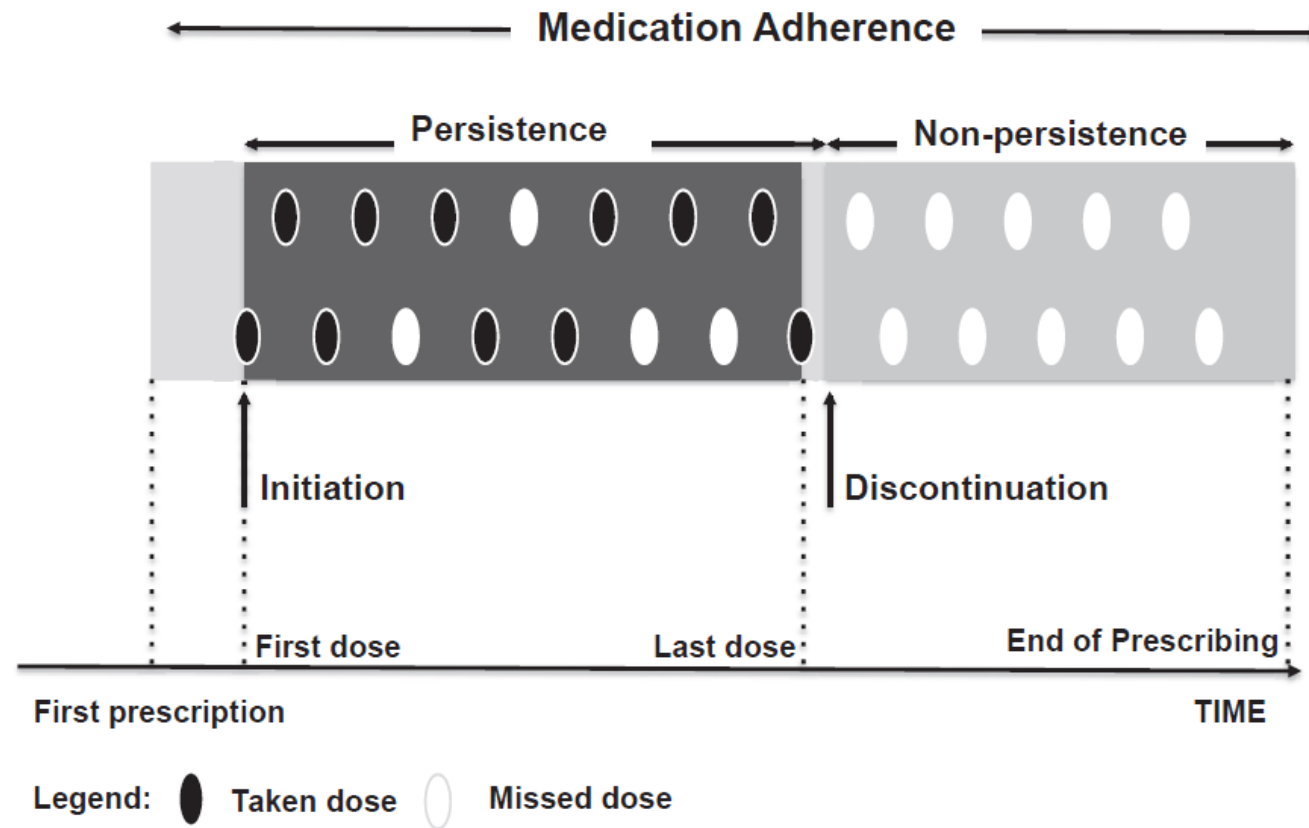 Medication Adherence
Persistence
Non-persistence
Initiation
Discontinuation
First dose
Last dose
End of Prescribing
First prescription
TIME
Legend: Taken dose Missed dose